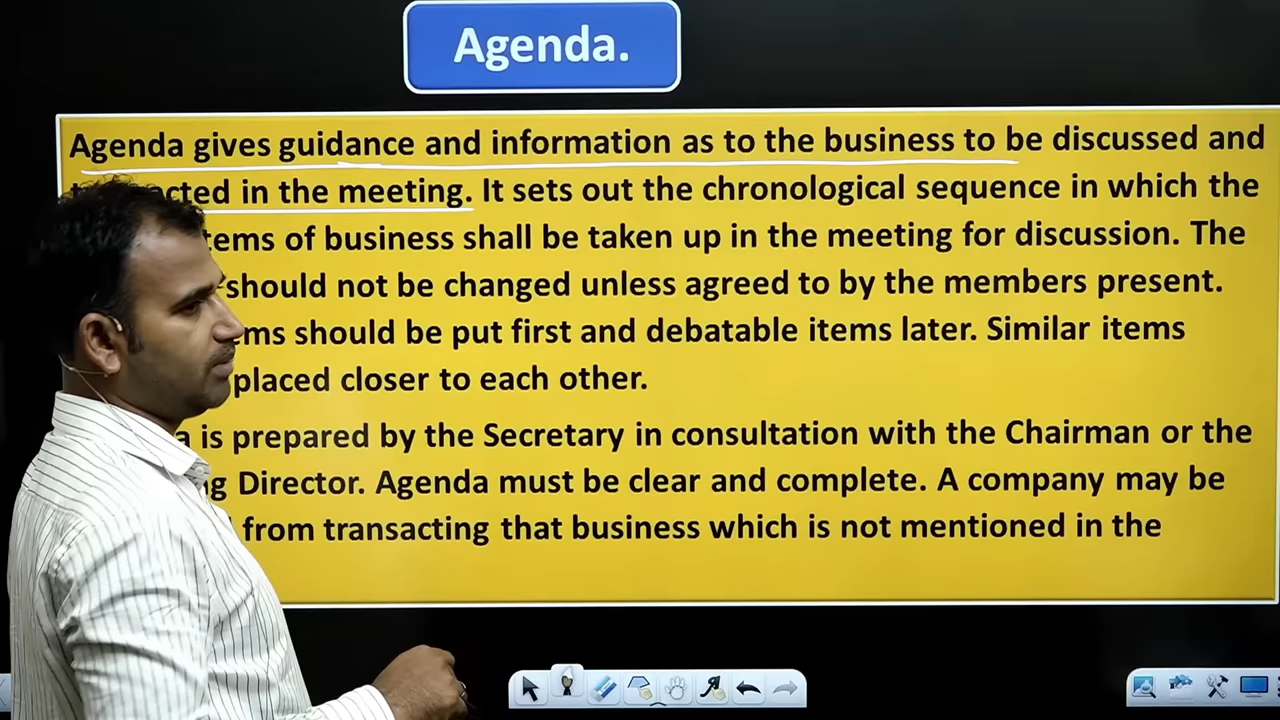 Agenda.
Agenda gives guidance and information as to the business to be discussed and
in the meeting. It sets out the chronological sequence in which the
of business shall be taken up in the meeting for discussion. The
should not be changed unless agreed to by the members present.
should be put first and debatable items later. Similar items
placed closer to each other.
is prepared by the Secretary in consultation with the Chairman or the
Director. Agenda must be clear and complete. A company may be
from transacting that business which is not mentioned in the